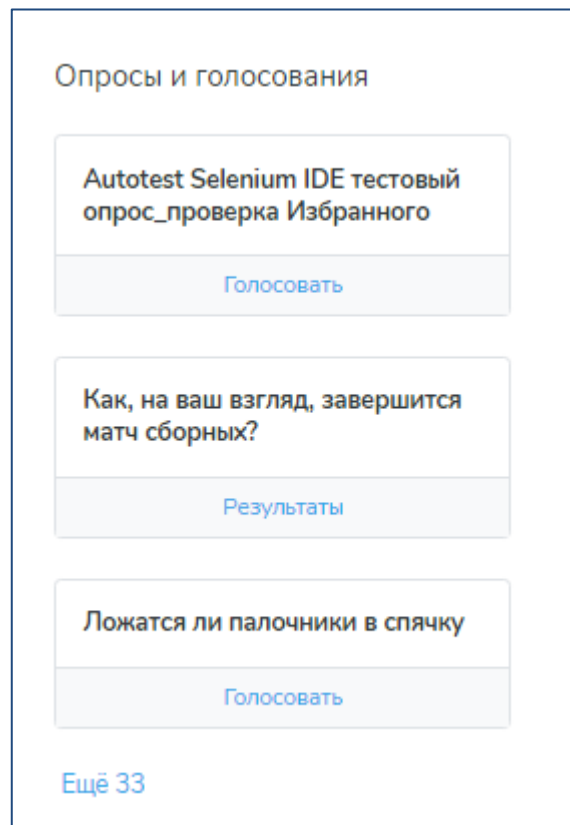 Опросы и голосования
Autotest Selenium IDE тестовый
опрос_проверка Избранного
Голосовать
Как, на ваш взгляд, завершится
матч сборных?
Результаты
Ложатся ли палочники в спячку
Голосовать
Ещё 33